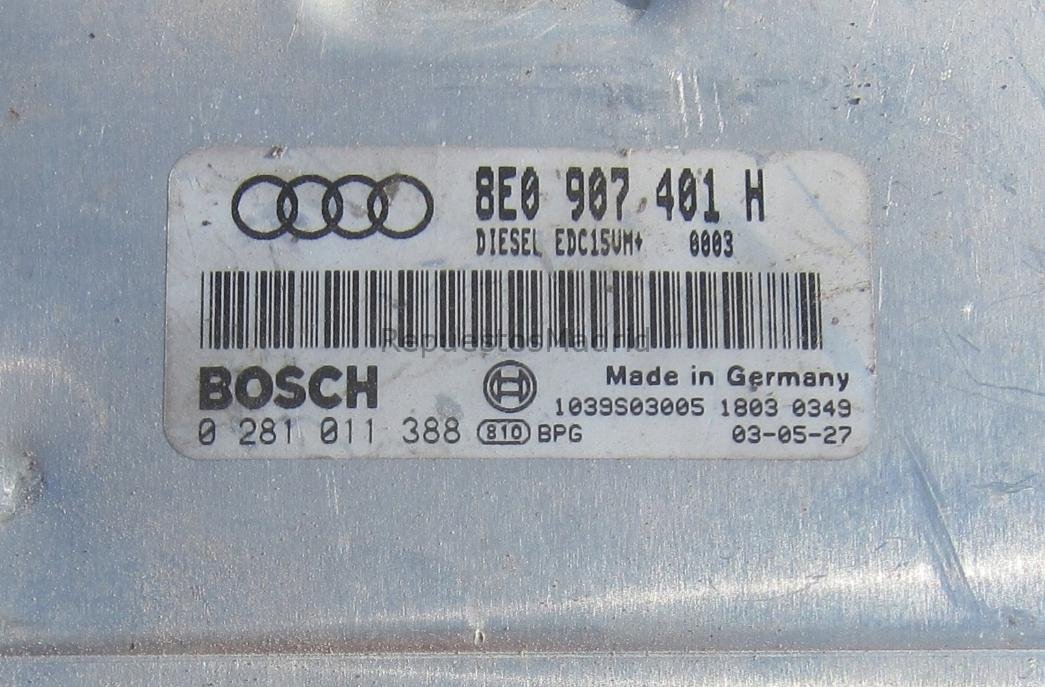 8E0 907 401 H
DIESEL EDC15VM+ 0003
RepuestosMadrid
BOSCH
Made in Germany
1039S03005 1803 0349
0 281 011 388 810 BPG 03-05-27